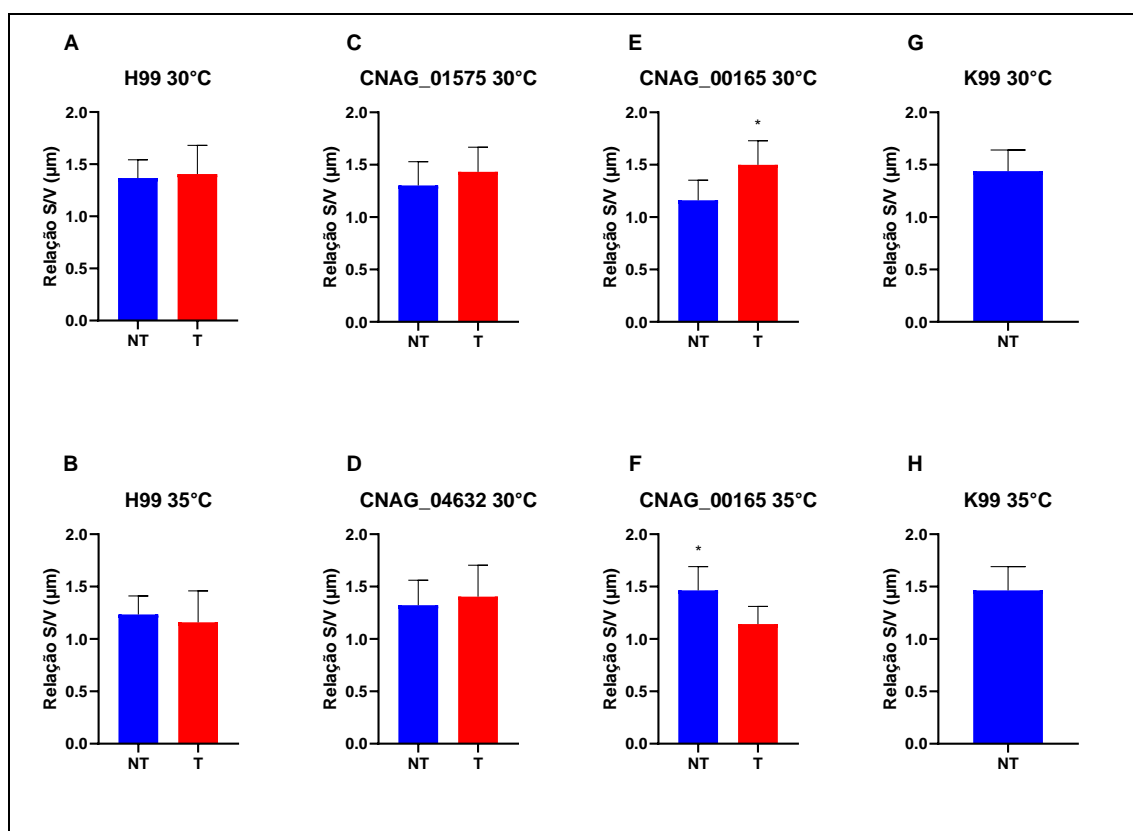 A
C
E
G
H99 30°C
CNAG_01575 30°C
CNAG_00165 30°C
K99 30°C
Relação S/V (µm)
2.0
1.5
1.0
0.5
0.0
NT
T
Relação S/V (µm)
2.0
1.5
1.0
0.5
0.0
NT
T
Relação S/V (µm)
2.0
1.5
1.0
0.5
0.0
*
NT
T
Relação S/V (µm)
2.0
1.5
1.0
0.5
0.0
NT
B
D
F
H
H99 35°C
CNAG_04632 30°C
CNAG_00165 35°C
K99 35°C
Relação S/V (µm)
2.0
1.5
1.0
0.5
0.0
NT
T
Relação S/V (µm)
2.0
1.5
1.0
0.5
0.0
NT
T
Relação S/V (µm)
2.0
1.5
1.0
0.5
0.0
*
NT
T
Relação S/V (µm)
2.0
1.5
1.0
0.5
0.0
NT